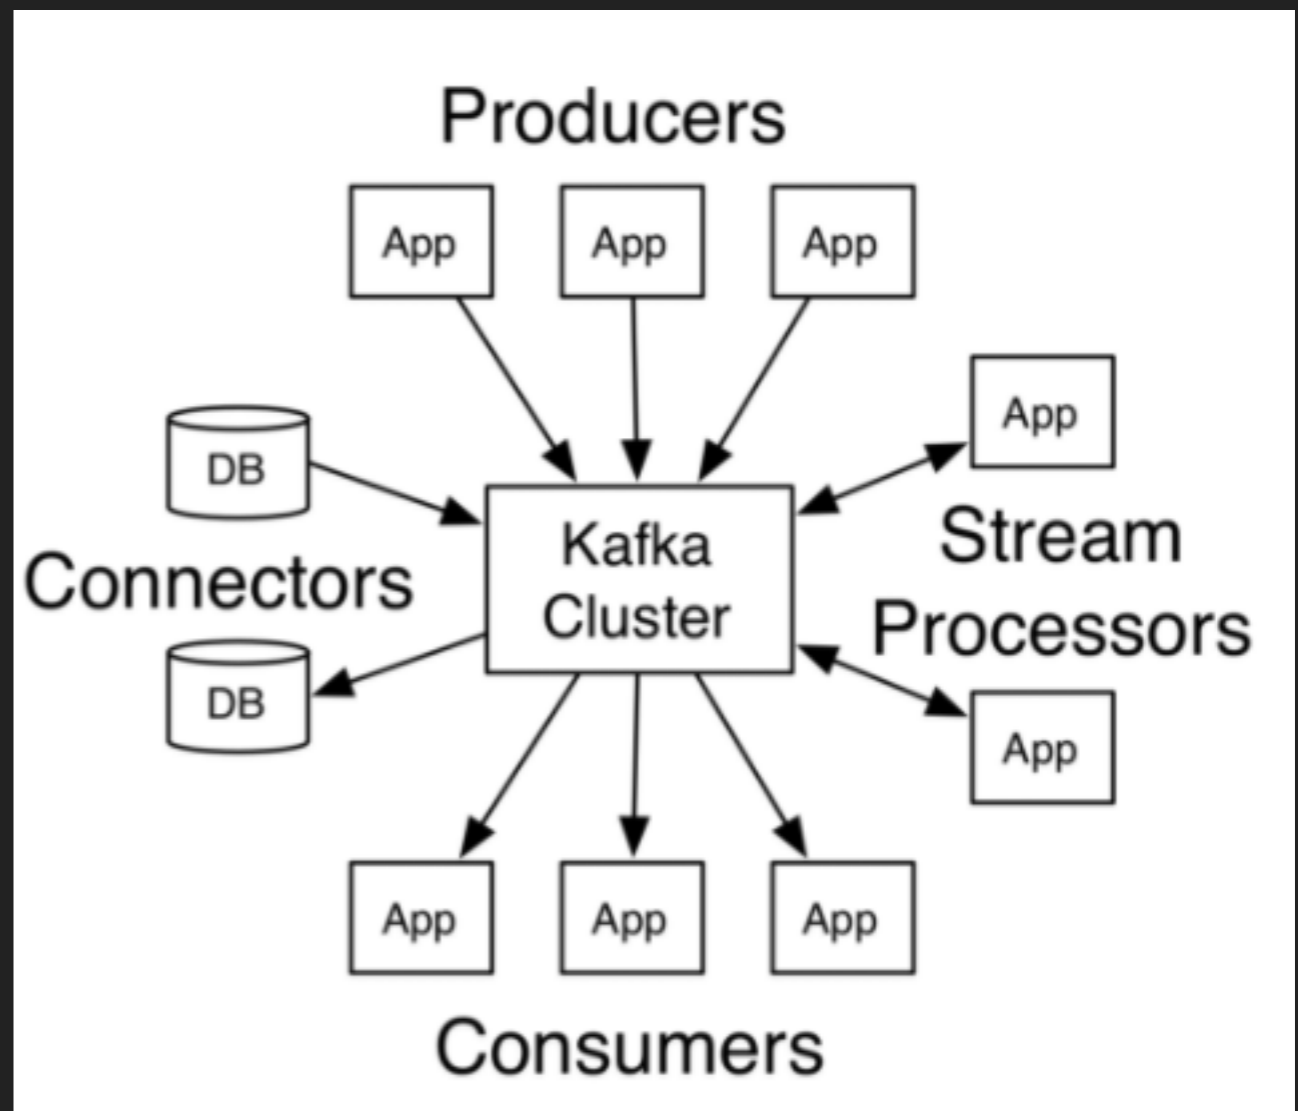 Producers
App App App
App
DB
Kafka
Cluster
Stream
Processors
Connectors
DB
App
App App App
Consumers